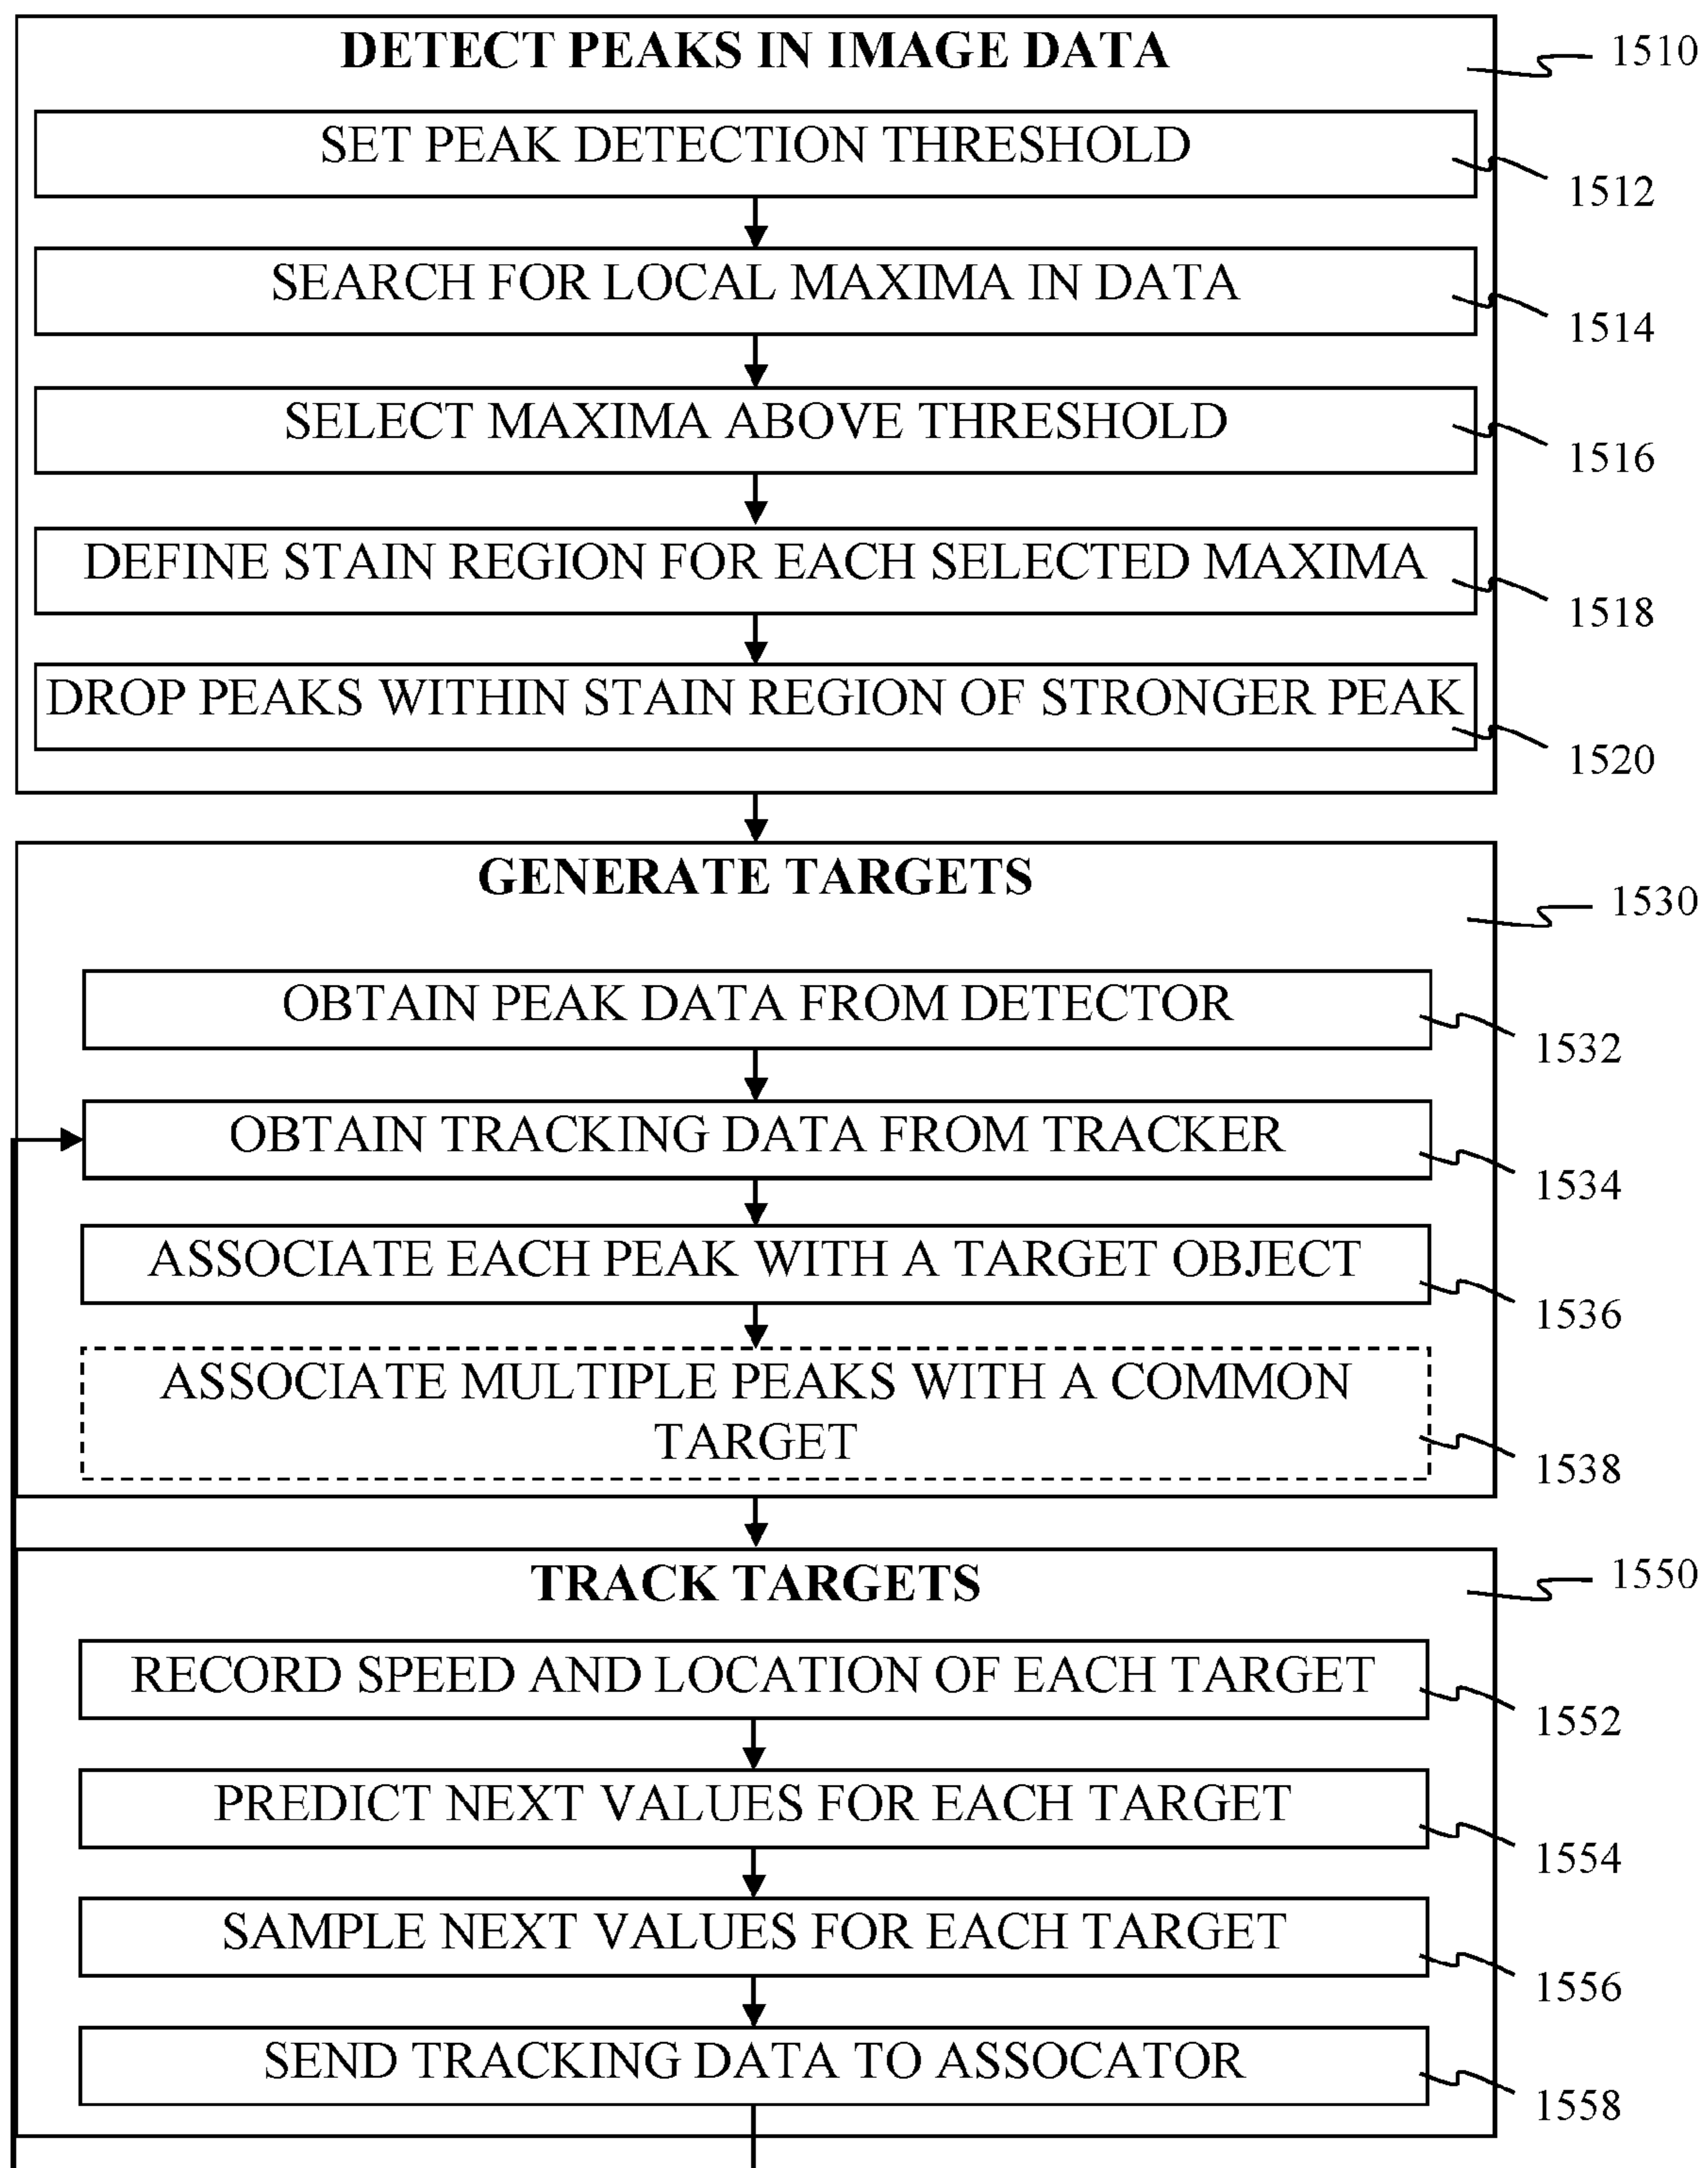 DETECT PEAKS IN IMAGE DATA
1510
SET PEAK DETECTION THRESHOLD
1512
SEARCH FOR LOCAL MAXIMA IN DATA
1514
SELECT MAXIMA ABOVE THRESHOLD
1516
DEFINE STAIN REGION FOR EACH SELECTED MAXIMA
1518
DROP PEAKS WITHIN STAIN REGION OF STRONGER PEAK
1520
GENERATE TARGETS
1530
OBTAIN PEAK DATA FROM DETECTOR
1532
OBTAIN TRACKING DATA FROM TRACKER
1534
ASSOCIATE EACH PEAK WITH A TARGET OBJECT
1536
ASSOCIATE MULTIPLE PEAKS WITH A COMMON
TARGET
1538
TRACK TARGETS
1550
RECORD SPEED AND LOCATION OF EACH TARGET
1552
PREDICT NEXT VALUES FOR EACH TARGET
1554
SAMPLE NEXT VALUES FOR EACH TARGET
1556
SEND TRACKING DATA TO ASSOCATOR
1558